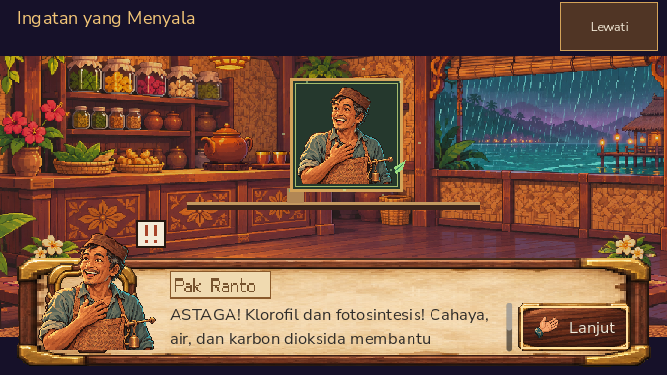 Ingatan yang Menyala
Lewati
!!
Pak Ranto
ASTAGA! Klorofil dan fotosintesis! Cahaya,
air, dan karbon dioksida membantu
Lanjut